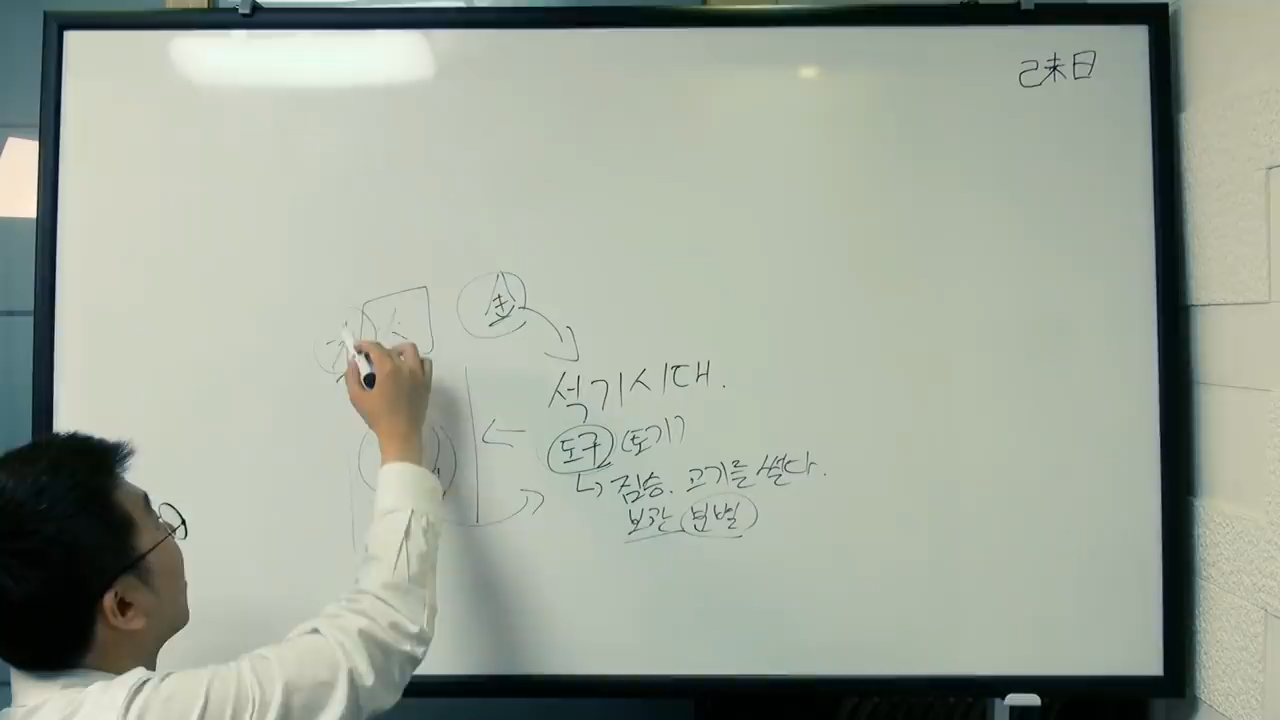 己未日
金
석기시대.
도구 (토기)
↳ 짐승. 고기를 썰다.
보관 분별